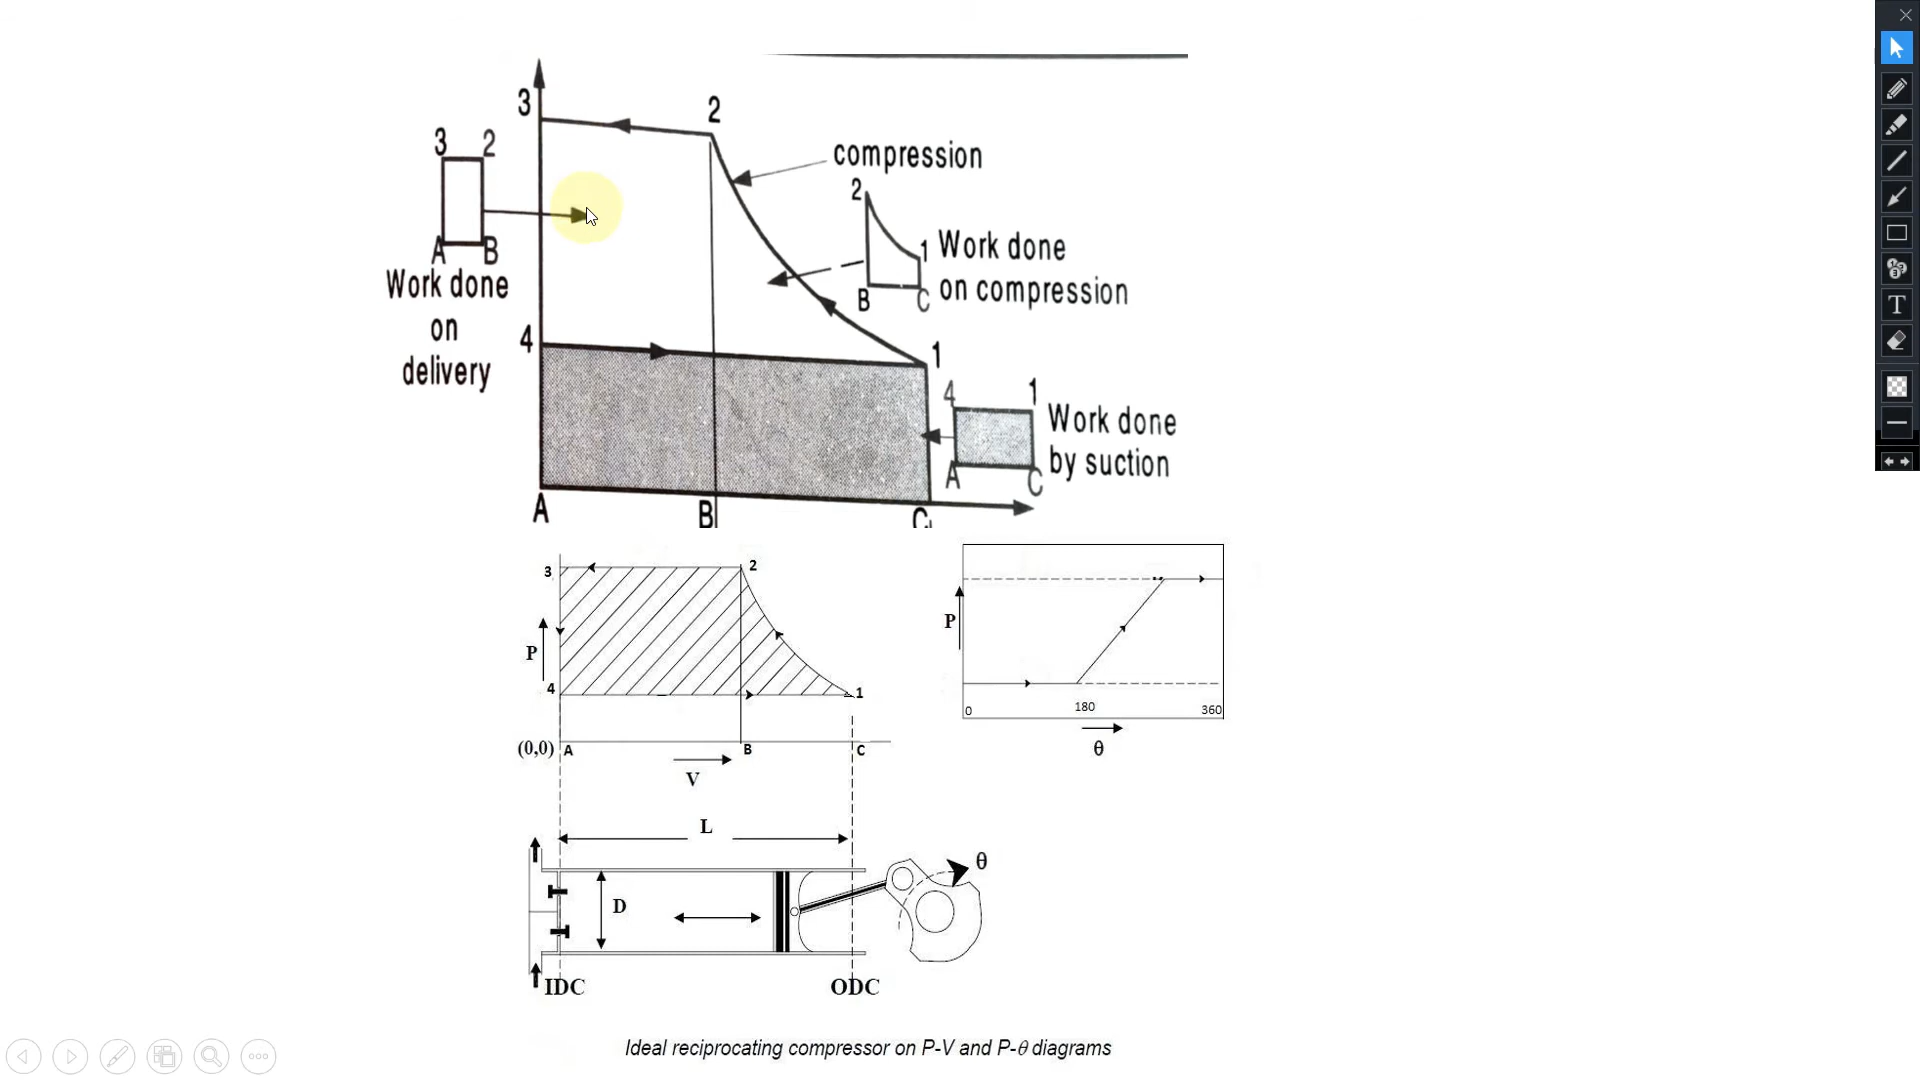 3
2
compression
3 2
2
A B
1
Work done
on compression
B C
Work done
on
delivery
4
1
4 1
Work done
by suction
A C
A
B
C
3
2
P
4
1
(0,0)
A
B
C
V
P
0
180
360
θ
L
D
θ
IDC
ODC
Ideal reciprocating compressor on P-V and P-θ diagrams
T